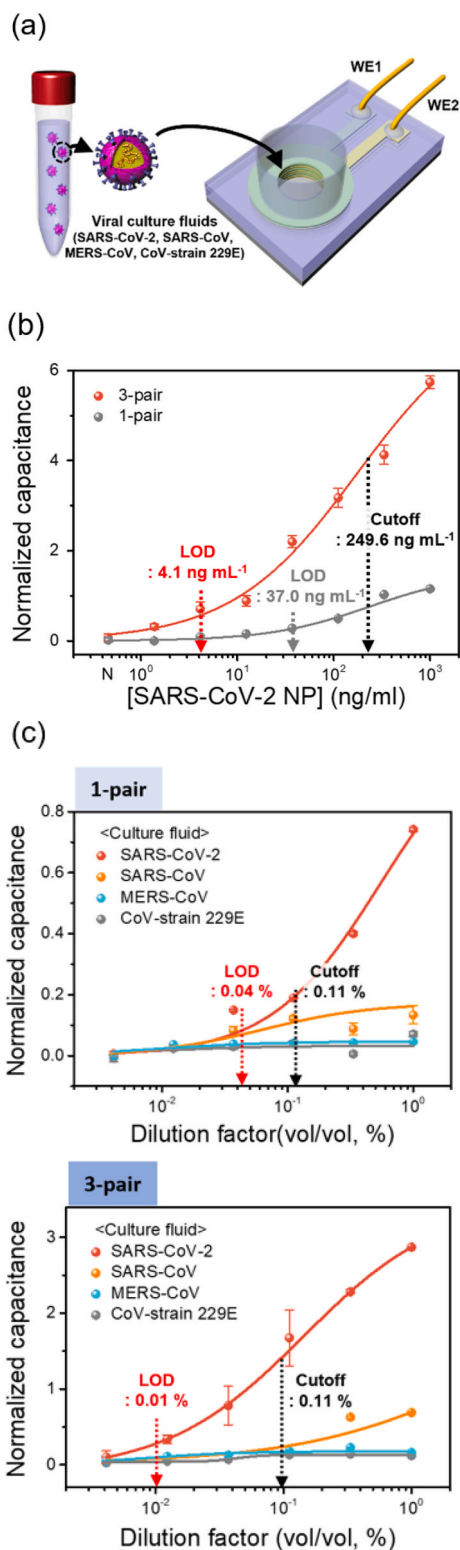 (a)
WE1
WE2
Viral culture fluids
(SARS-CoV-2, SARS-CoV,
MERS-CoV, CoV-strain 229E)
(b)
Normalized capacitance
6
4
2
0
3-pair
1-pair
LOD
: 4.1 ng mL⁻¹
LOD
: 37.0 ng mL⁻¹
Cutoff
: 249.6 ng mL⁻¹
N 10⁰ 10¹ 10² 10³
[SARS-CoV-2 NP] (ng/ml)
(c)
1-pair
Normalized capacitance
0.8
0.6
0.4
0.2
0.0
<Culture fluid>
SARS-CoV-2
SARS-CoV
MERS-CoV
CoV-strain 229E
LOD
: 0.04 %
Cutoff
: 0.11 %
10⁻² 10⁻¹ 10⁰
Dilution factor(vol/vol, %)
3-pair
Normalized capacitance
3
2
1
0
<Culture fluid>
SARS-CoV-2
SARS-CoV
MERS-CoV
CoV-strain 229E
LOD
: 0.01 %
Cutoff
: 0.11 %
10⁻² 10⁻¹ 10⁰
Dilution factor (vol/vol, %)